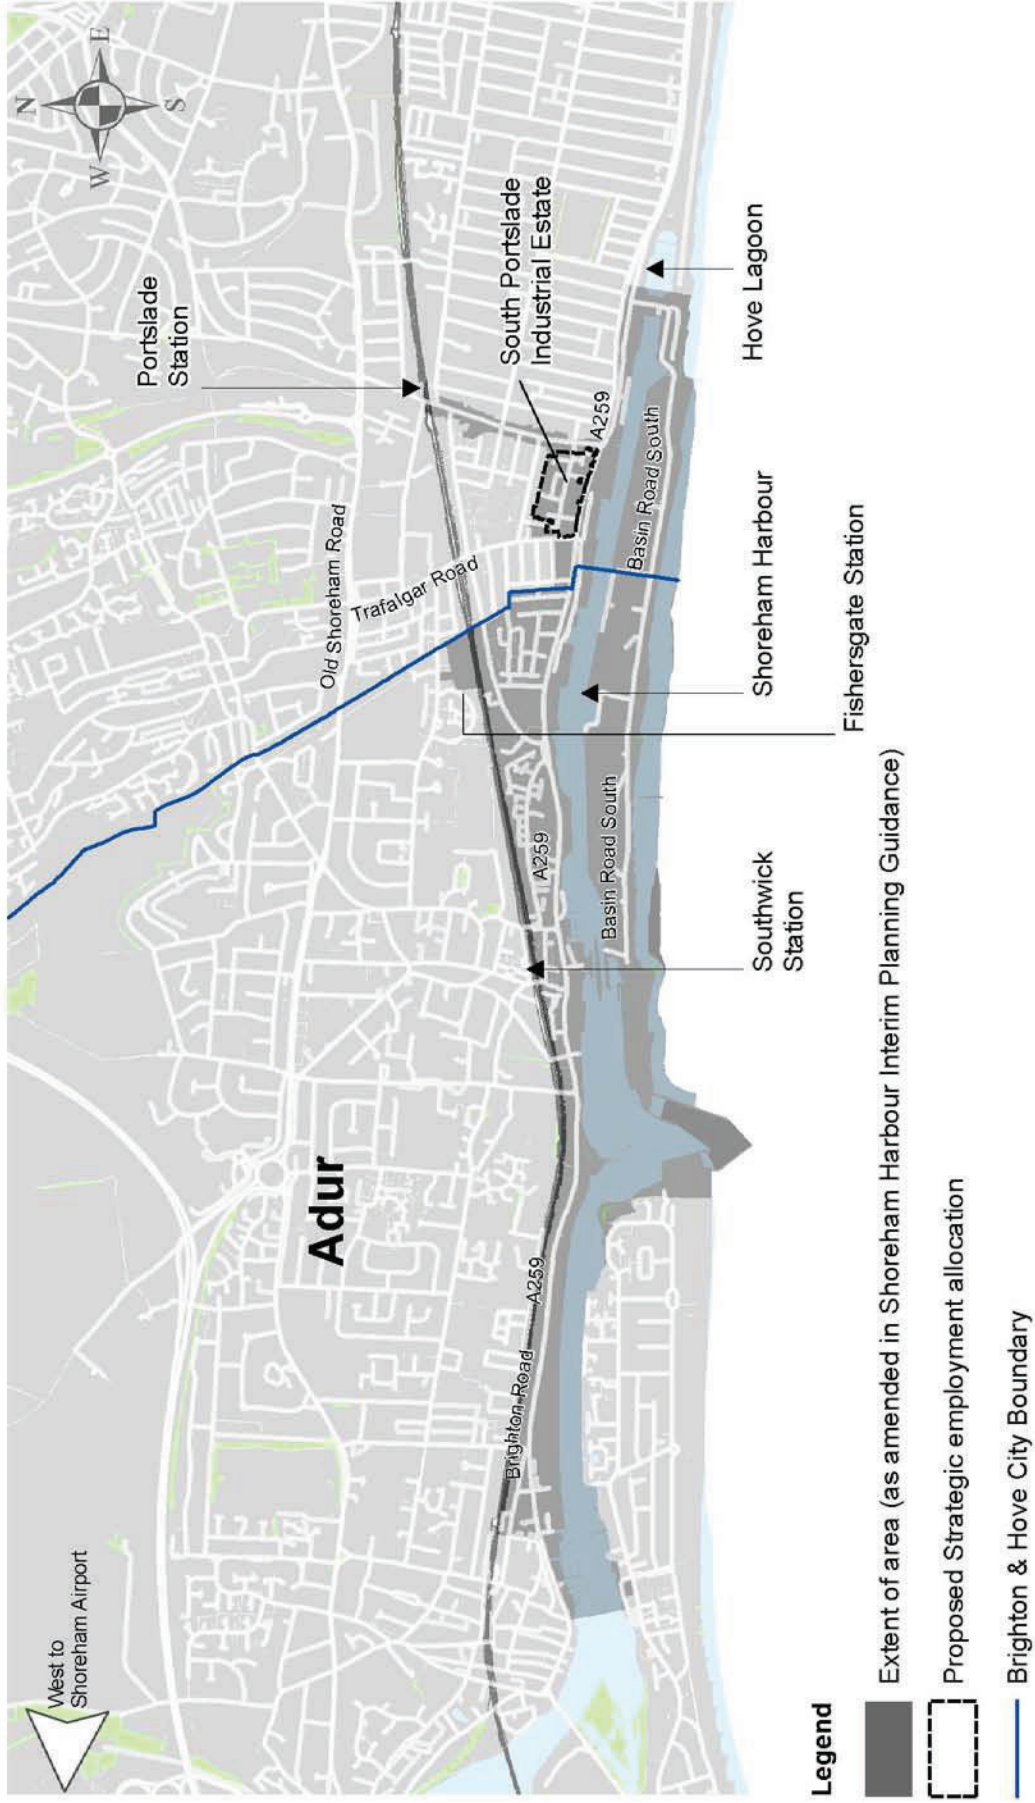 West to
Shoreham Airport
N
E
S
W
Portslade
Station
Old Shoreham Road
Trafalgar Road
South Portslade
Industrial Estate
Adur
A259
A259
Brighton Road
A259
Basin Road South
Basin Road South
Hove Lagoon
Shoreham Harbour
Southwick
Station
Fishersgate Station
Legend
Extent of area (as amended in Shoreham Harbour Interim Planning Guidance)
Proposed Strategic employment allocation
Brighton & Hove City Boundary